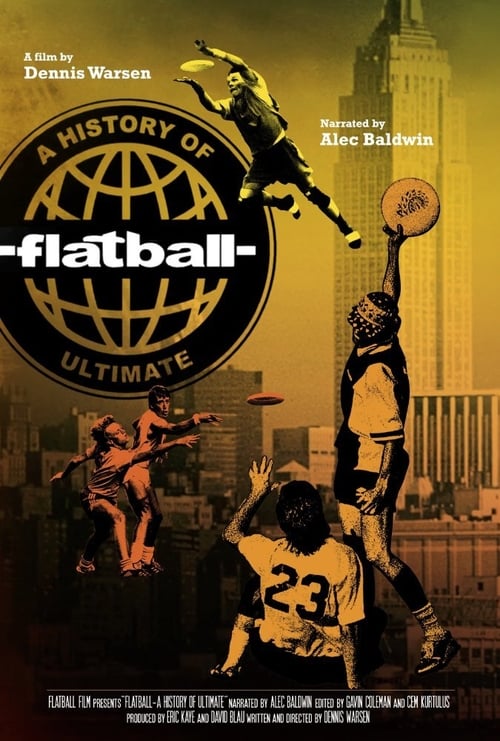 A film by
Dennis Warsen
Narrated by
Alec Baldwin
A HISTORY OF
-flatball-
ULTIMATE
23
FLATBALL FILM PRESENTS "FLATBALL-A HISTORY OF ULTIMATE" NARRATED BY ALEC BALDWIN EDITED BY GAVIN COLEMAN AND CEM KURTULUS
PRODUCED BY ERIC KAYE AND DAVID BLAU WRITTEN AND DIRECTED BY DENNIS WARSEN